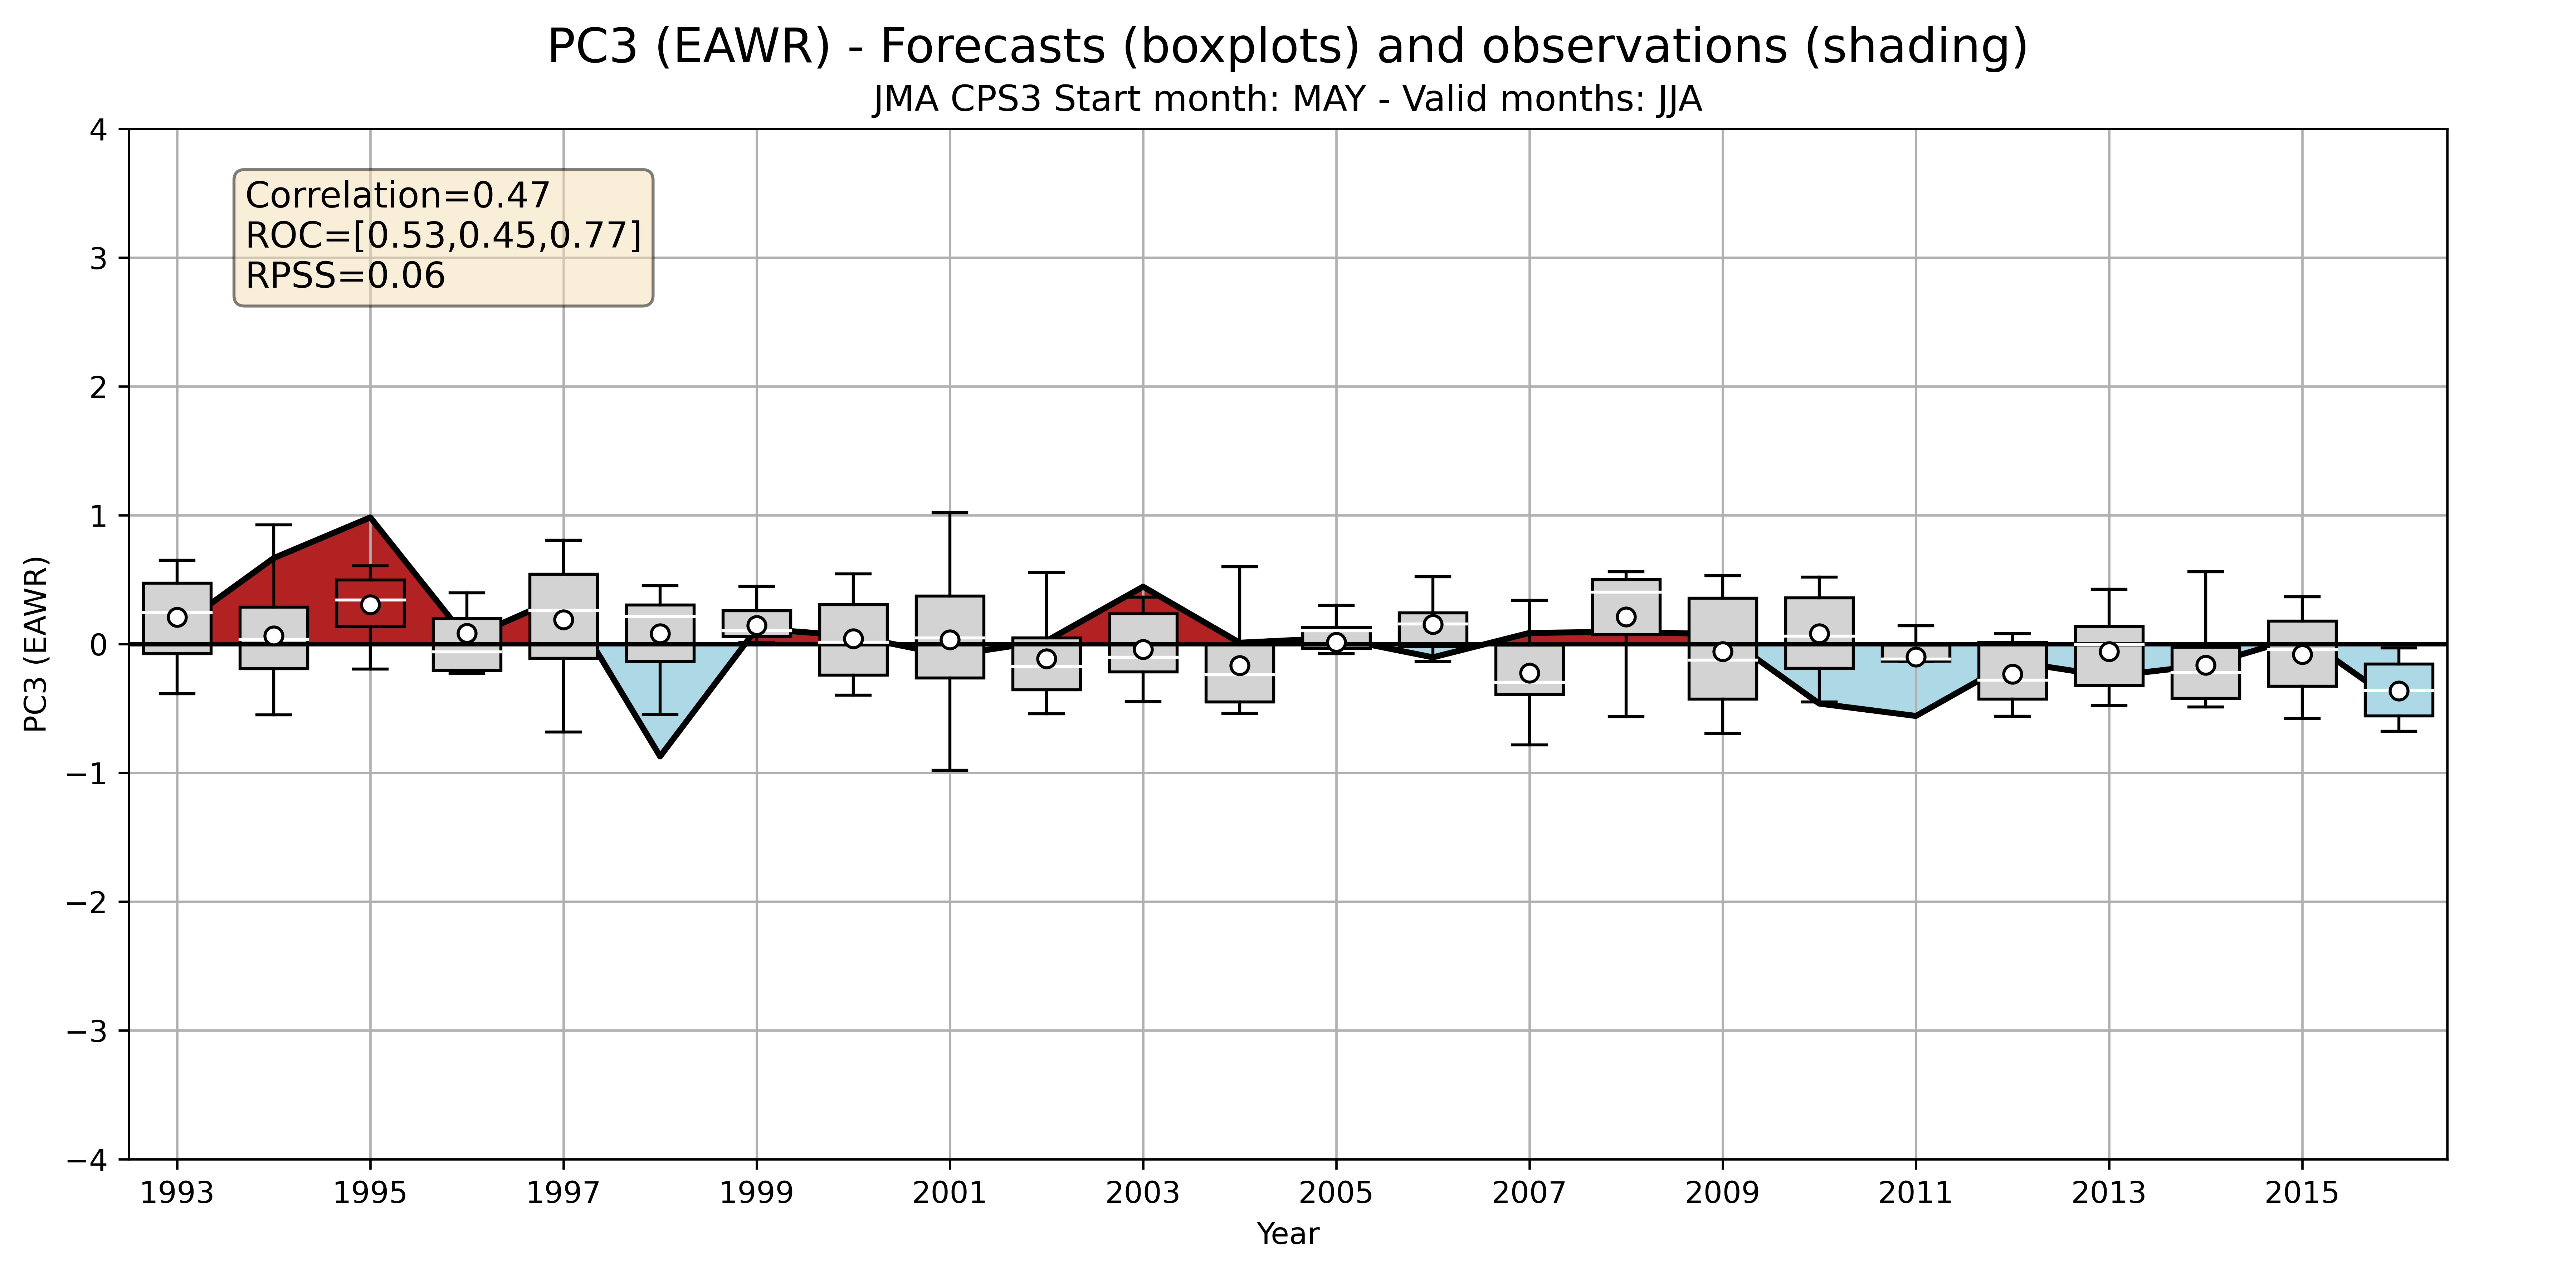 PC3 (EAWR) - Forecasts (boxplots) and observations (shading)
JMA CPS3 Start month: MAY - Valid months: JJA
Correlation=0.47
ROC=[0.53,0.45,0.77]
RPSS=0.06
PC3 (EAWR)
4
3
2
1
0
−1
−2
−3
−4
1993 1995 1997 1999 2001 2003 2005 2007 2009 2011 2013 2015
Year